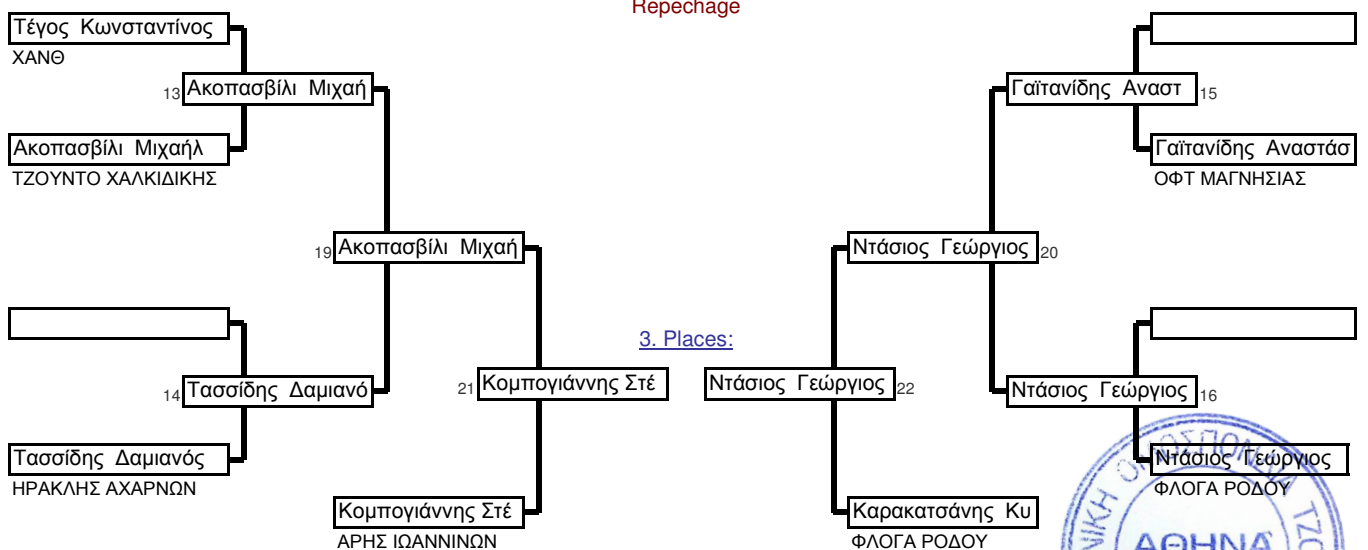 Repechage
Τέγος Κωνσταντίνος
ΧΑΝΘ
13 Ακοπασβίλι Μιχαή
Γαϊτανίδης Αναστ 15
Ακοπασβίλι Μιχαήλ
ΤΖΟΥΝΤΟ ΧΑΛΚΙΔΙΚΗΣ
Γαϊτανίδης Αναστάσ
ΟΦΤ ΜΑΓΝΗΣΙΑΣ
19 Ακοπασβίλι Μιχαή
Ντάσιος Γεώργιος 20
3. Places:
14 Τασσίδης Δαμιανό
21 Κομπογιάννης Στέ
Ντάσιος Γεώργιος 22
Ντάσιος Γεώργιος 16
Τασσίδης Δαμιανός
ΗΡΑΚΛΗΣ ΑΧΑΡΝΩΝ
Ντάσιος Γεώργιος
ΦΛΟΓΑ ΡΟΔΟΥ
Κομπογιάννης Στέ
ΑΡΗΣ ΙΩΑΝΝΙΝΩΝ
Καρακατσάνης Κυ
ΦΛΟΓΑ ΡΟΔΟΥ
ΑΘΗΝΑ